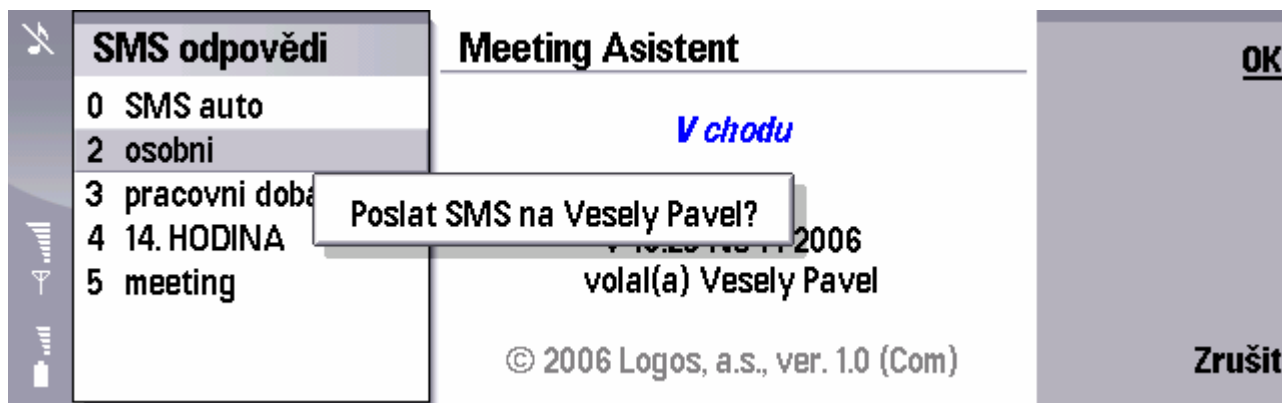 SMS odpovědi
0 SMS auto
2 osobni
3 pracovni doba
4 14. HODINA
5 meeting
Meeting Asistent
V chodu
Poslat SMS na Vesely Pavel?
2006
volal(a) Vesely Pavel
© 2006 Logos, a.s., ver. 1.0 (Com)
OK
Zrušit